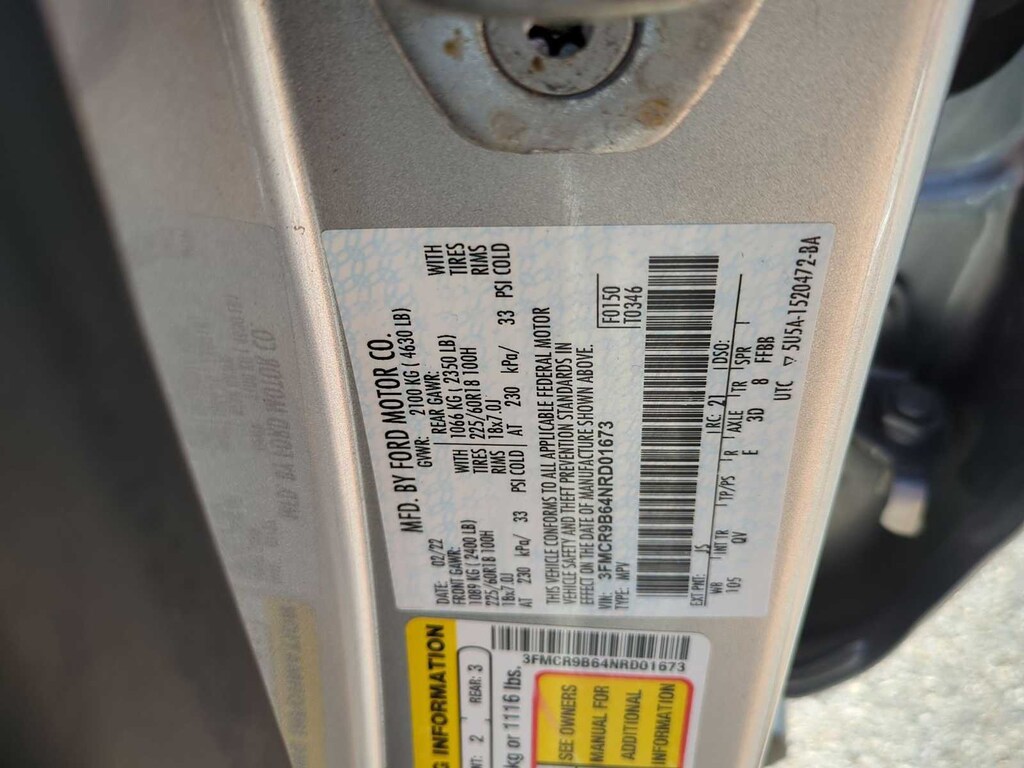 MFD. BY FORD MOTOR CO.
DATE: 02/22 GVWR: 2100 KG ( 4630 LB)
FRONT GAWR: REAR GAWR:
1089 KG ( 2400 LB) WITH 1066 KG ( 2350 LB) WITH
225/60R18 100H TIRES 225/60R18 100H TIRES
18x7.0J RIMS 18x7.0J RIMS
AT 230 kPa/ 33 PSI COLD AT 230 kPa/ 33 PSI COLD
THIS VEHICLE CONFORMS TO ALL APPLICABLE FEDERAL MOTOR
VEHICLE SAFETY AND THEFT PREVENTION STANDARDS IN
EFFECT ON THE DATE OF MANUFACTURE SHOWN ABOVE.
VIN: 3FMCR9B64NRD01673
TYPE: MPV
F0150
T0346
EXT PNT: JS RC: 21 DSO:
WB INT TR TP/PS R AXLE TR SPR
105 QV E 3D 8 FFBB
UTC ▽ 5U5A-1520472-BA
INFORMATION
2 REAR: 3
kg or 1116 lbs.
3FMCR9B64NRD01673
SEE OWNERS
MANUAL FOR
ADDITIONAL
INFORMATION